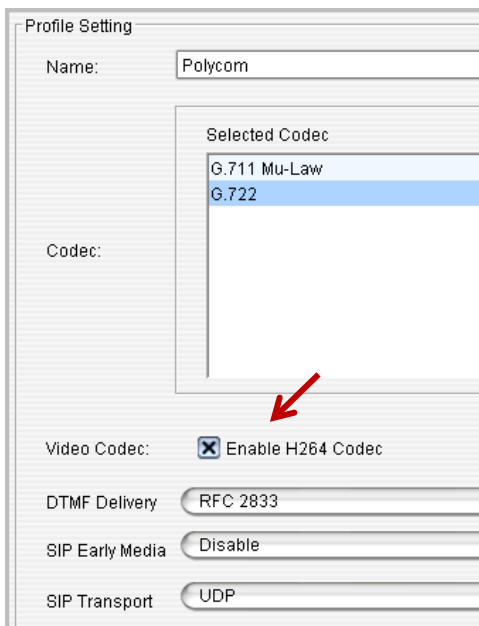 Profile Setting
Name: Polycom
Selected Codec
G.711 Mu-Law
G.722
Codec:
Video Codec: Enable H264 Codec
DTMF Delivery RFC 2833
SIP Early Media Disable
SIP Transport UDP